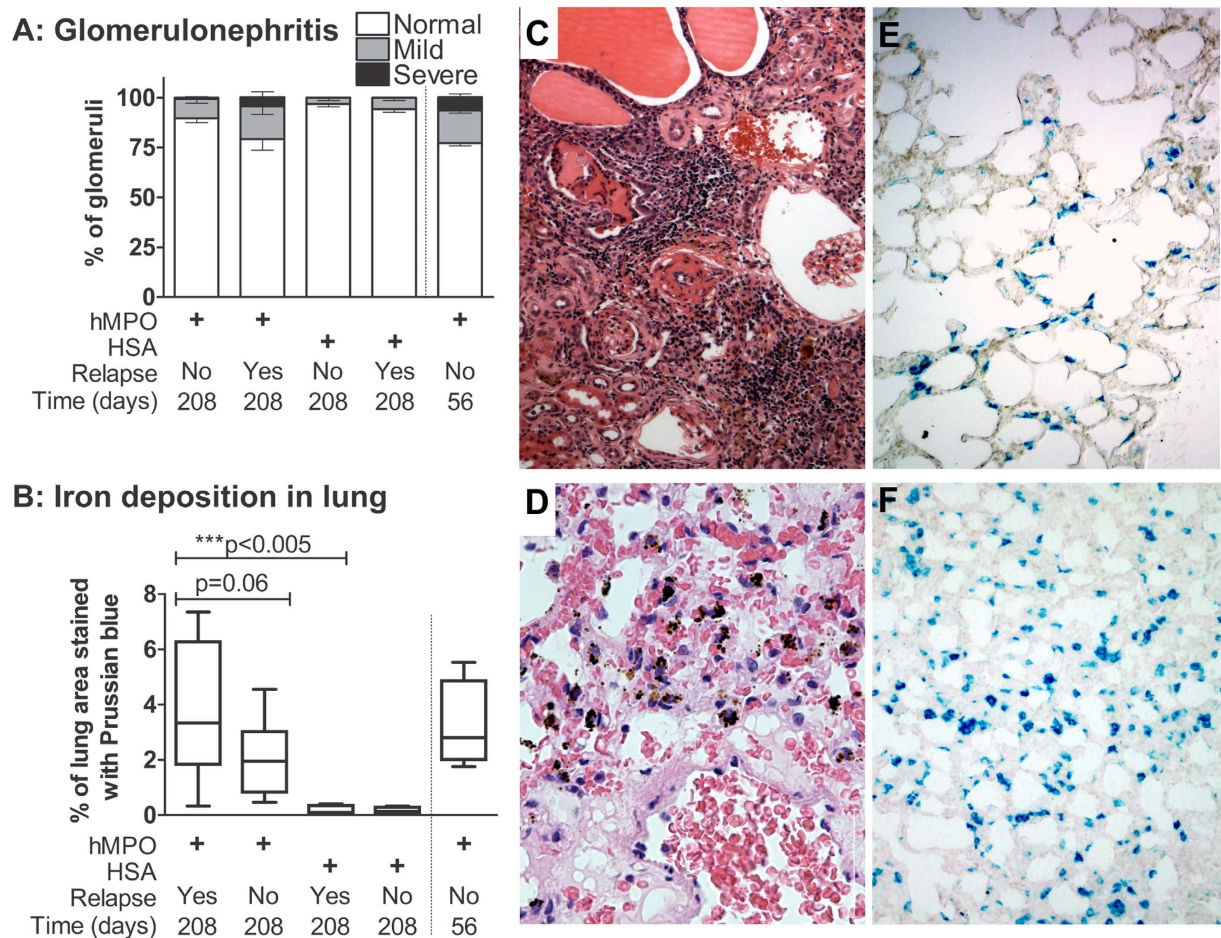 A: Glomerulonephritis
Normal
Mild
Severe
% of glomeruli
100
75
50
25
0
hMPO + + +
HSA + +
Relapse No Yes No Yes No
Time (days) 208 208 208 208 56
B: Iron deposition in lung
***p<0.005
p=0.06
% of lung area stained
with Prussian blue
8
6
4
2
0
hMPO + + +
HSA + +
Relapse Yes No Yes No No
Time (days) 208 208 208 208 56
C
D
E
F